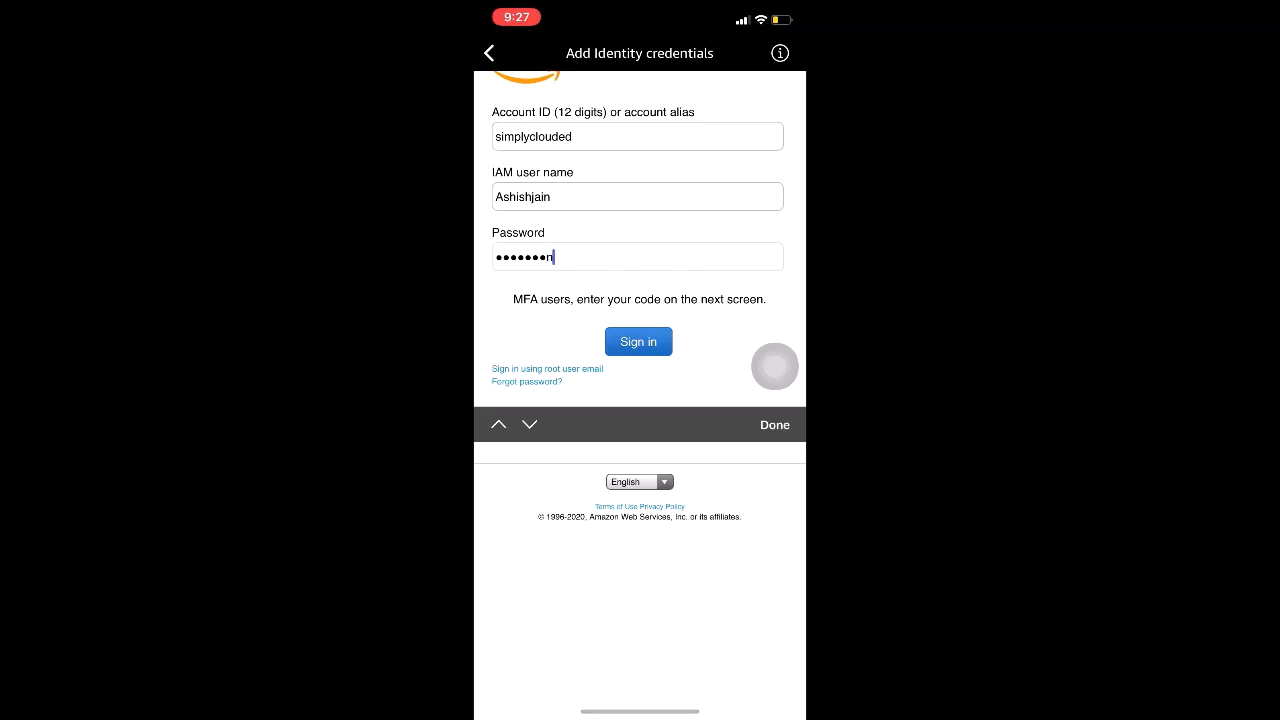 9:27
Add Identity credentials
Account ID (12 digits) or account alias
simplyclouded
IAM user name
Ashishjain
Password
●●●●●●●n
MFA users, enter your code on the next screen.
Sign in
Sign in using root user email
Forgot password?
Done
English
Terms of Use Privacy Policy
© 1996-2020, Amazon Web Services, Inc. or its affiliates.